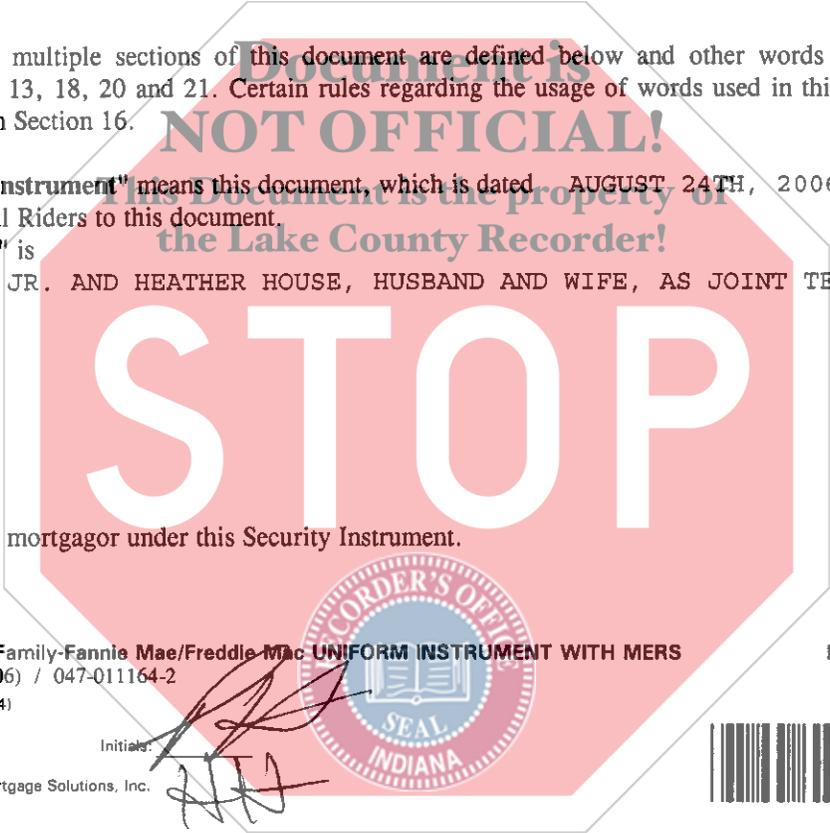 multiple sections of this document are defined below and other words
Document is
13, 18, 20 and 21. Certain rules regarding the usage of words used in thi
n Section 16.
NOT OFFICIAL!
nstrument" means this document, which is dated AUGUST 24TH, 2006
This Document is the property of
l Riders to this document.
the Lake County Recorder!
" is
JR. AND HEATHER HOUSE, HUSBAND AND WIFE, AS JOINT TE
STOP
mortgagor under this Security Instrument.
RECORDER'S OFFICE
SEAL
INDIANA
Family-Fannie Mae/Freddie Mac UNIFORM INSTRUMENT WITH MERS
06) / 047-011164-2
4)
Initials:
HH
rtgage Solutions, Inc.